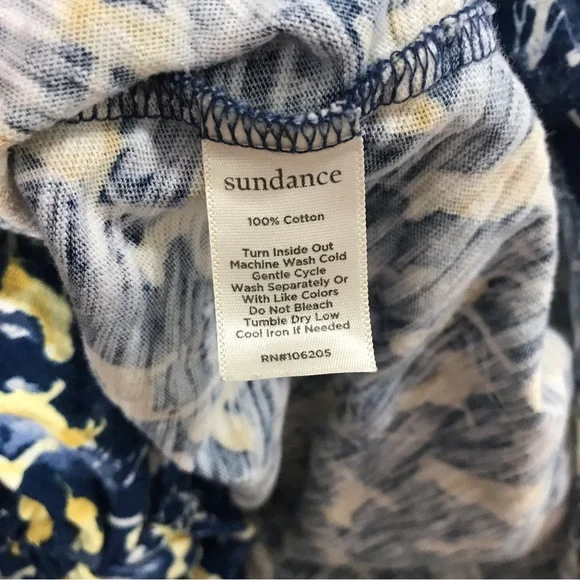 sundance
100% Cotton
Turn Inside Out
Machine Wash Cold
Gentle Cycle
Wash Separately Or
With Like Colors
Do Not Bleach
Tumble Dry Low
Cool Iron If Needed
RN#106205